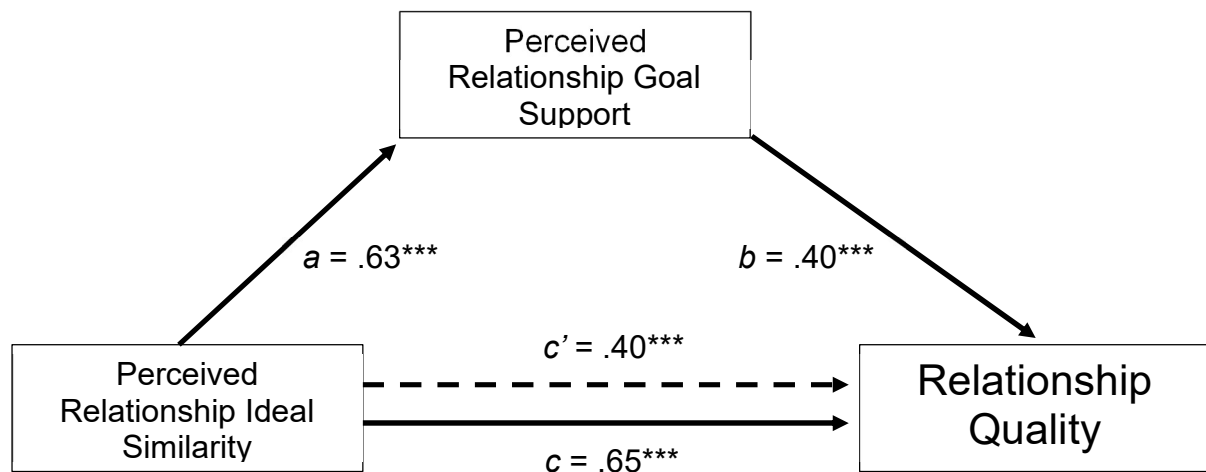 Perceived
Relationship Goal
Support
a = .63***
b = .40***
c’ = .40***
Perceived
Relationship Ideal
Similarity
Relationship
Quality
c = .65***